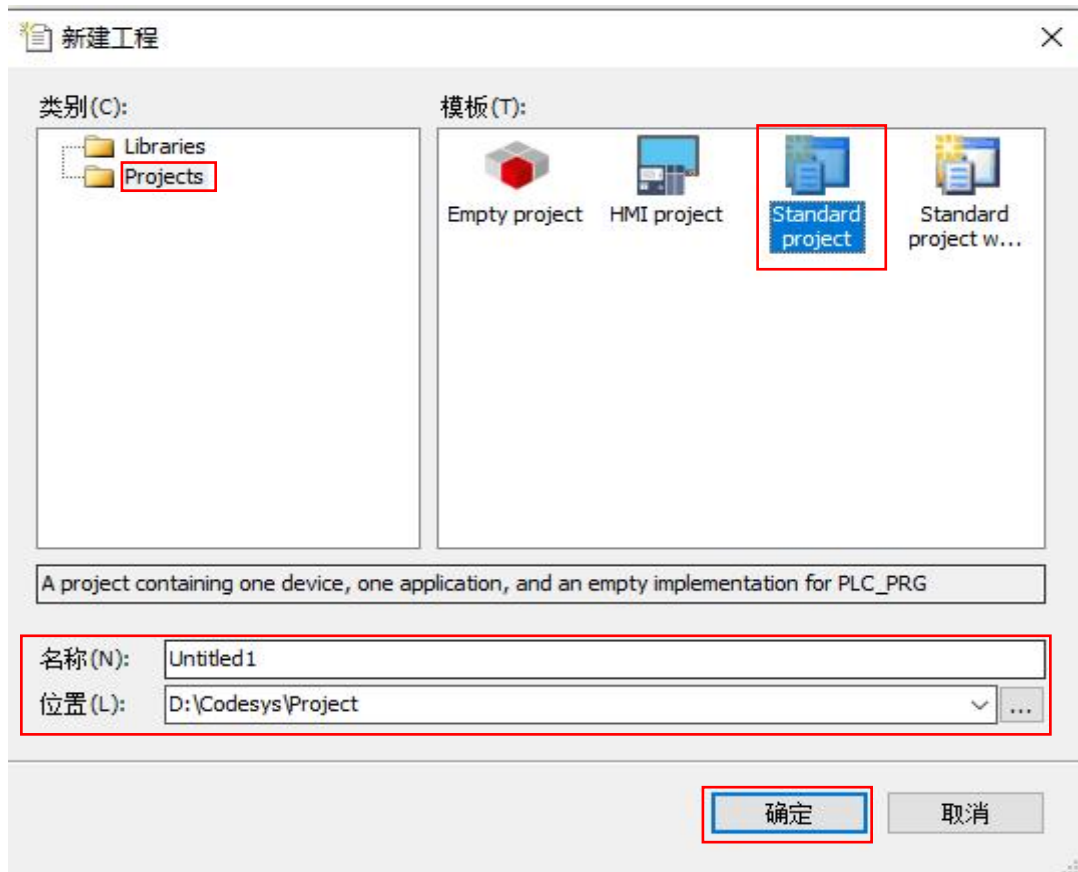 新建工程
类别(C):
模板(T):
Libraries
Projects
Empty project
HMI project
Standard
project
Standard
project w...
A project containing one device, one application, and an empty implementation for PLC_PRG
名称(N):
Untitled1
位置(L):
D:\Codesys\Project
...
确定
取消